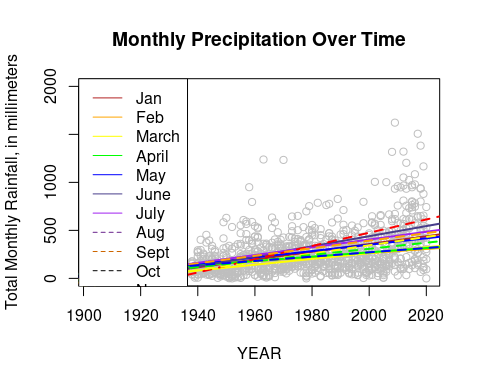 Monthly Precipitation Over Time
Total Monthly Rainfall, in millimeters
2000
1000
500
0
Jan
Feb
March
April
May
June
July
Aug
Sept
Oct
1900 1920 1940 1960 1980 2000 2020
YEAR